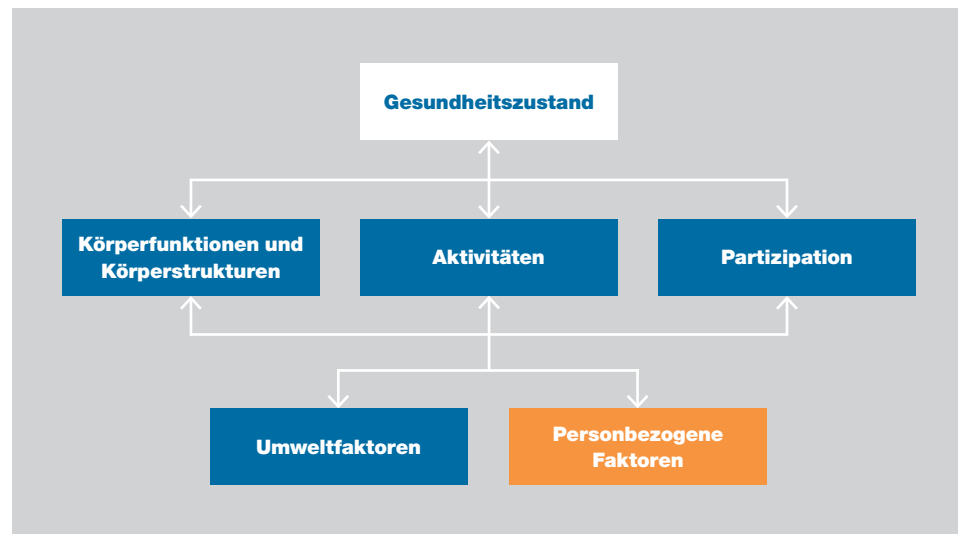 Gesundheitszustand
Körperfunktionen und
Körperstrukturen
Aktivitäten
Partizipation
Umweltfaktoren
Personbezogene
Faktoren